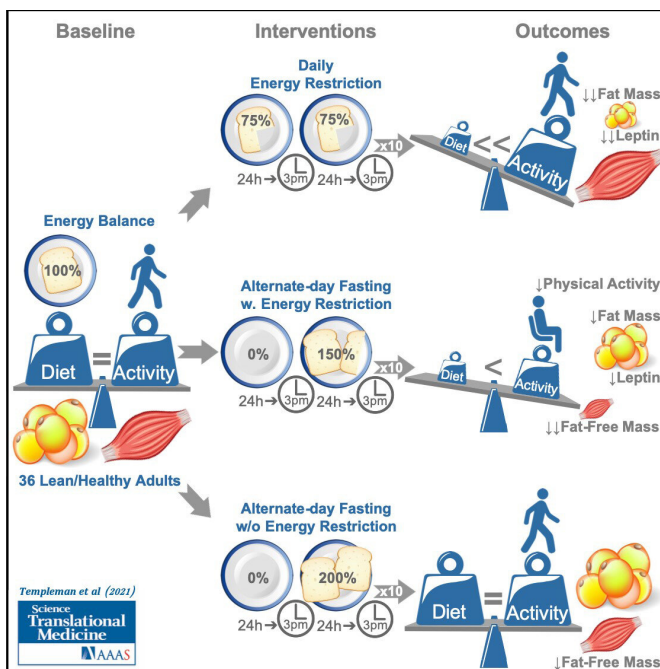 Baseline
Interventions
Outcomes
Daily
Energy Restriction
75%
75%
x10
24h→
3pm
24h→
3pm
Diet
<<
Activity
↓↓Fat Mass
↓↓Leptin
Energy Balance
100%
Diet
=
Activity
36 Lean/Healthy Adults
Alternate-day Fasting
w. Energy Restriction
0%
150%
x10
24h→
3pm
24h→
3pm
↓Physical Activity
Diet
<
Activity
↓Fat Mass
↓Leptin
↓↓Fat-Free Mass
Alternate-day Fasting
w/o Energy Restriction
0%
200%
x10
24h→
3pm
24h→
3pm
Diet
=
Activity
↓Fat-Free Mass
Templeman et al (2021)
Science
Translational
Medicine
AAAS